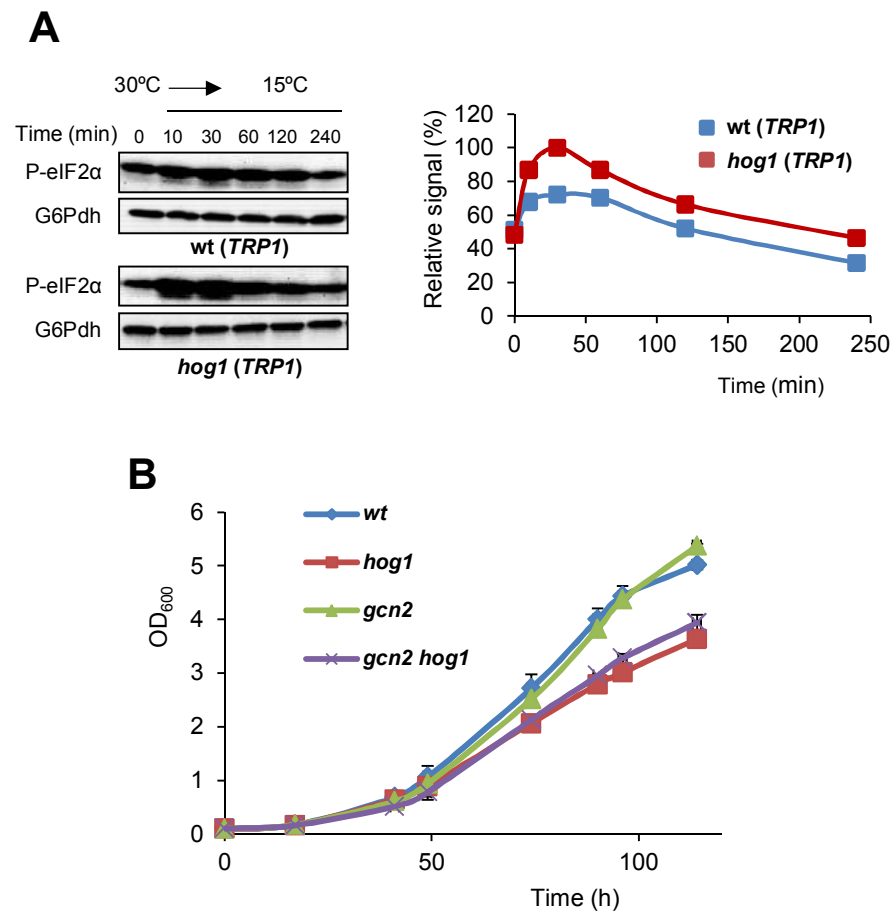 A
30ºC 15ºC
Time (min) 0 10 30 60 120 240
P-eIF2α
G6Pdh
wt (TRP1)
P-eIF2α
G6Pdh
hog1 (TRP1)
Relative signal (%)
120
100
80
60
40
20
0
0 50 100 150 200 250
Time (min)
wt (TRP1)
hog1 (TRP1)
B
OD600
6
5
4
3
2
1
0
0 50 100
Time (h)
wt
hog1
gcn2
gcn2 hog1